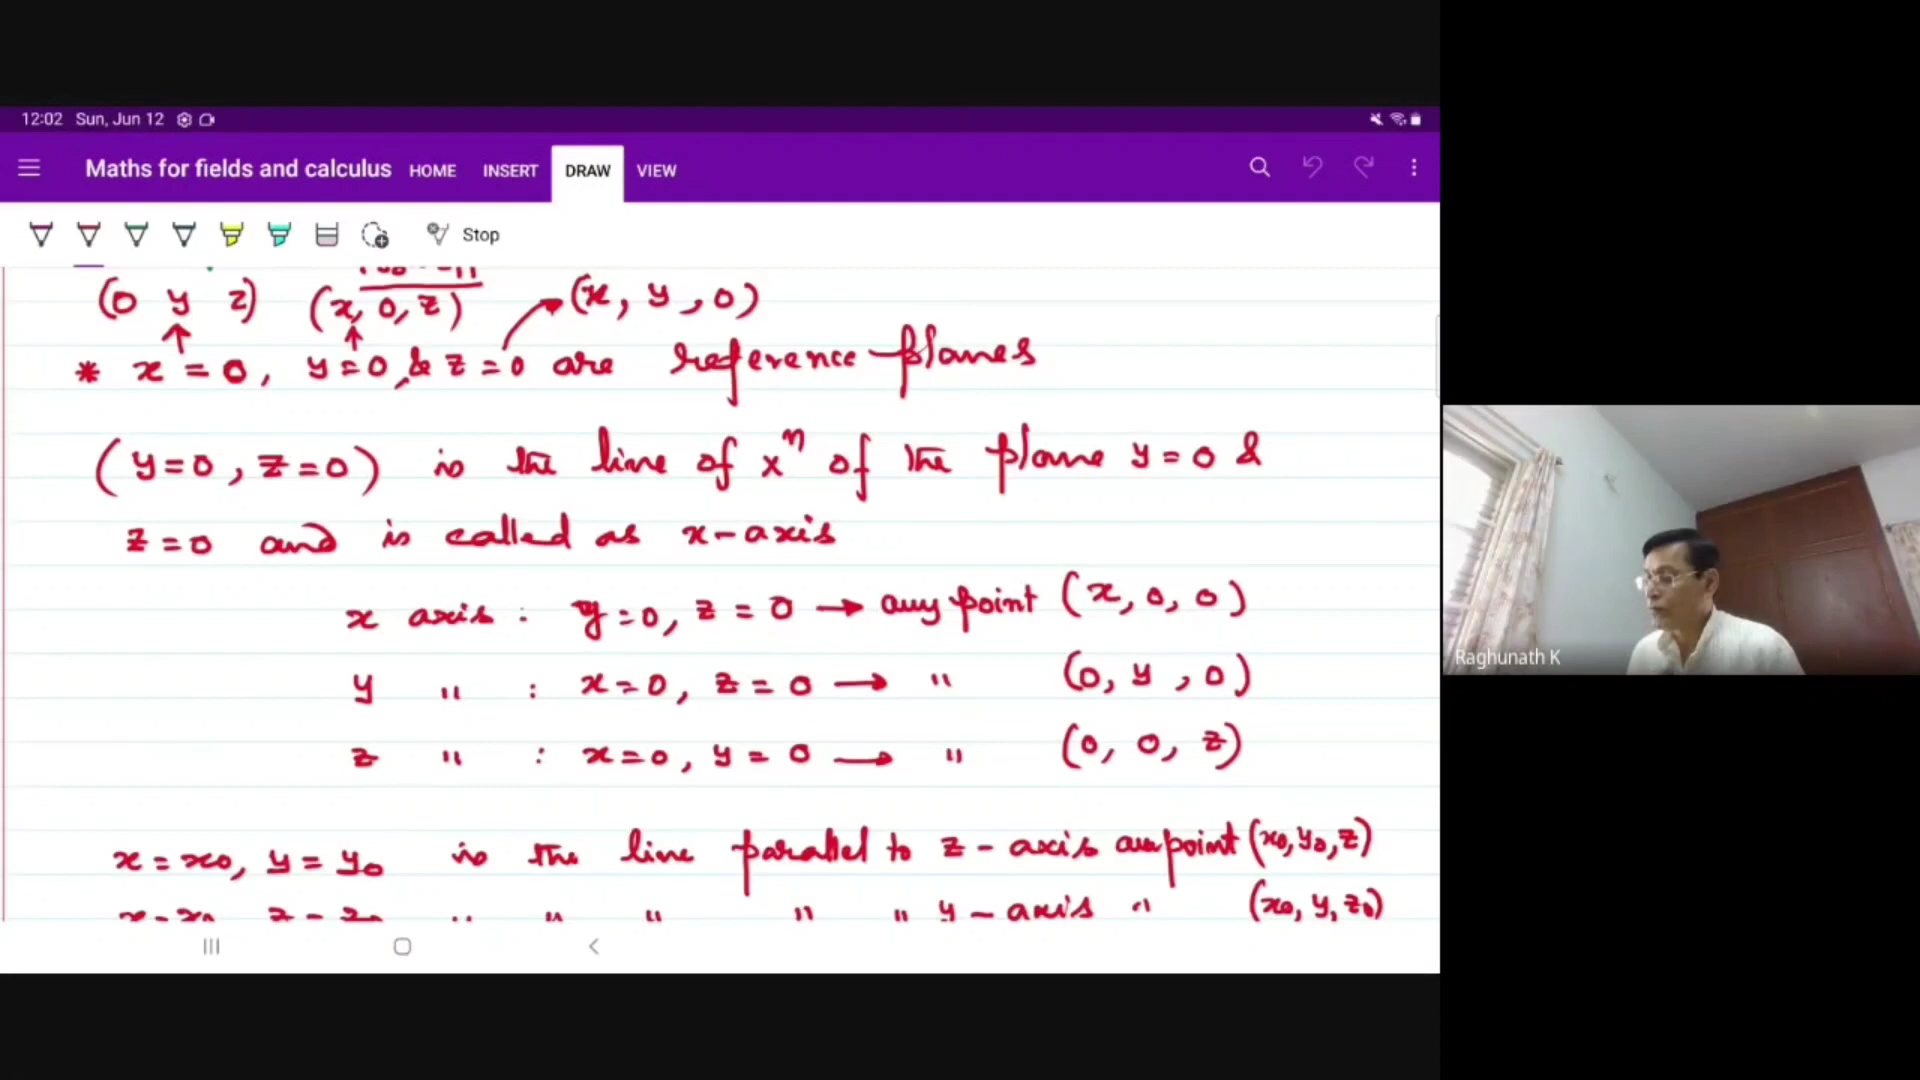 12:02 Sun, Jun 12
Maths for fields and calculus HOME INSERT DRAW VIEW
Stop
(0 y z) (x, 0, z) (x, y, 0)
* x = 0, y = 0, & z = 0 are reference planes
(y=0, z=0) is the line of xⁿ of the plane y = 0 &
z = 0 and is called as x-axis
x axis : y = 0, z = 0 → any point (x, 0, 0)
y " : x = 0, z = 0 → " (0, y, 0)
z " : x = 0, y = 0 → " (0, 0, z)
x = x0, y = y0 is the line parallel to z - axis any point (x0, y0, z)
x = x0, z = z0 " " " " " y - axis " (x0, y, z0)
Raghunath K